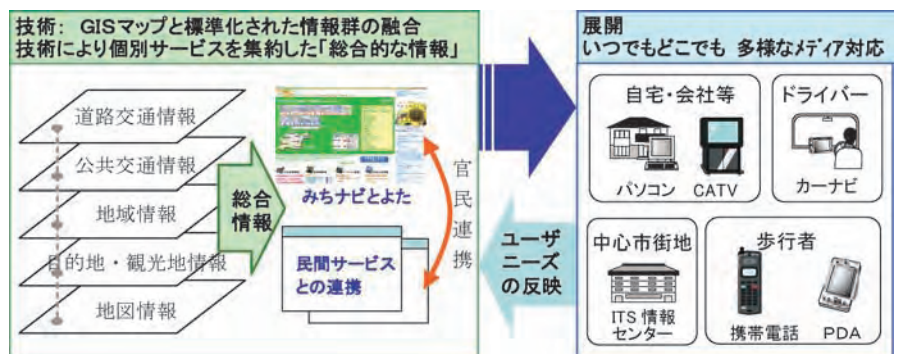 技術： GISマップと標準化された情報群の融合
技術により個別サービスを集約した「総合的な情報」
道路交通情報
公共交通情報
地域情報
目的地・観光地情報
地図情報
総合
情報
みちナビとよた
民間サービス
との連携
官民連携
ユーザ
ニーズ
の反映
展開
いつでもどこでも 多様なメディア対応
自宅・会社等
パソコン CATV
ドライバー
カーナビ
中心市街地
ITS 情報
センター
歩行者
携帯電話 PDA